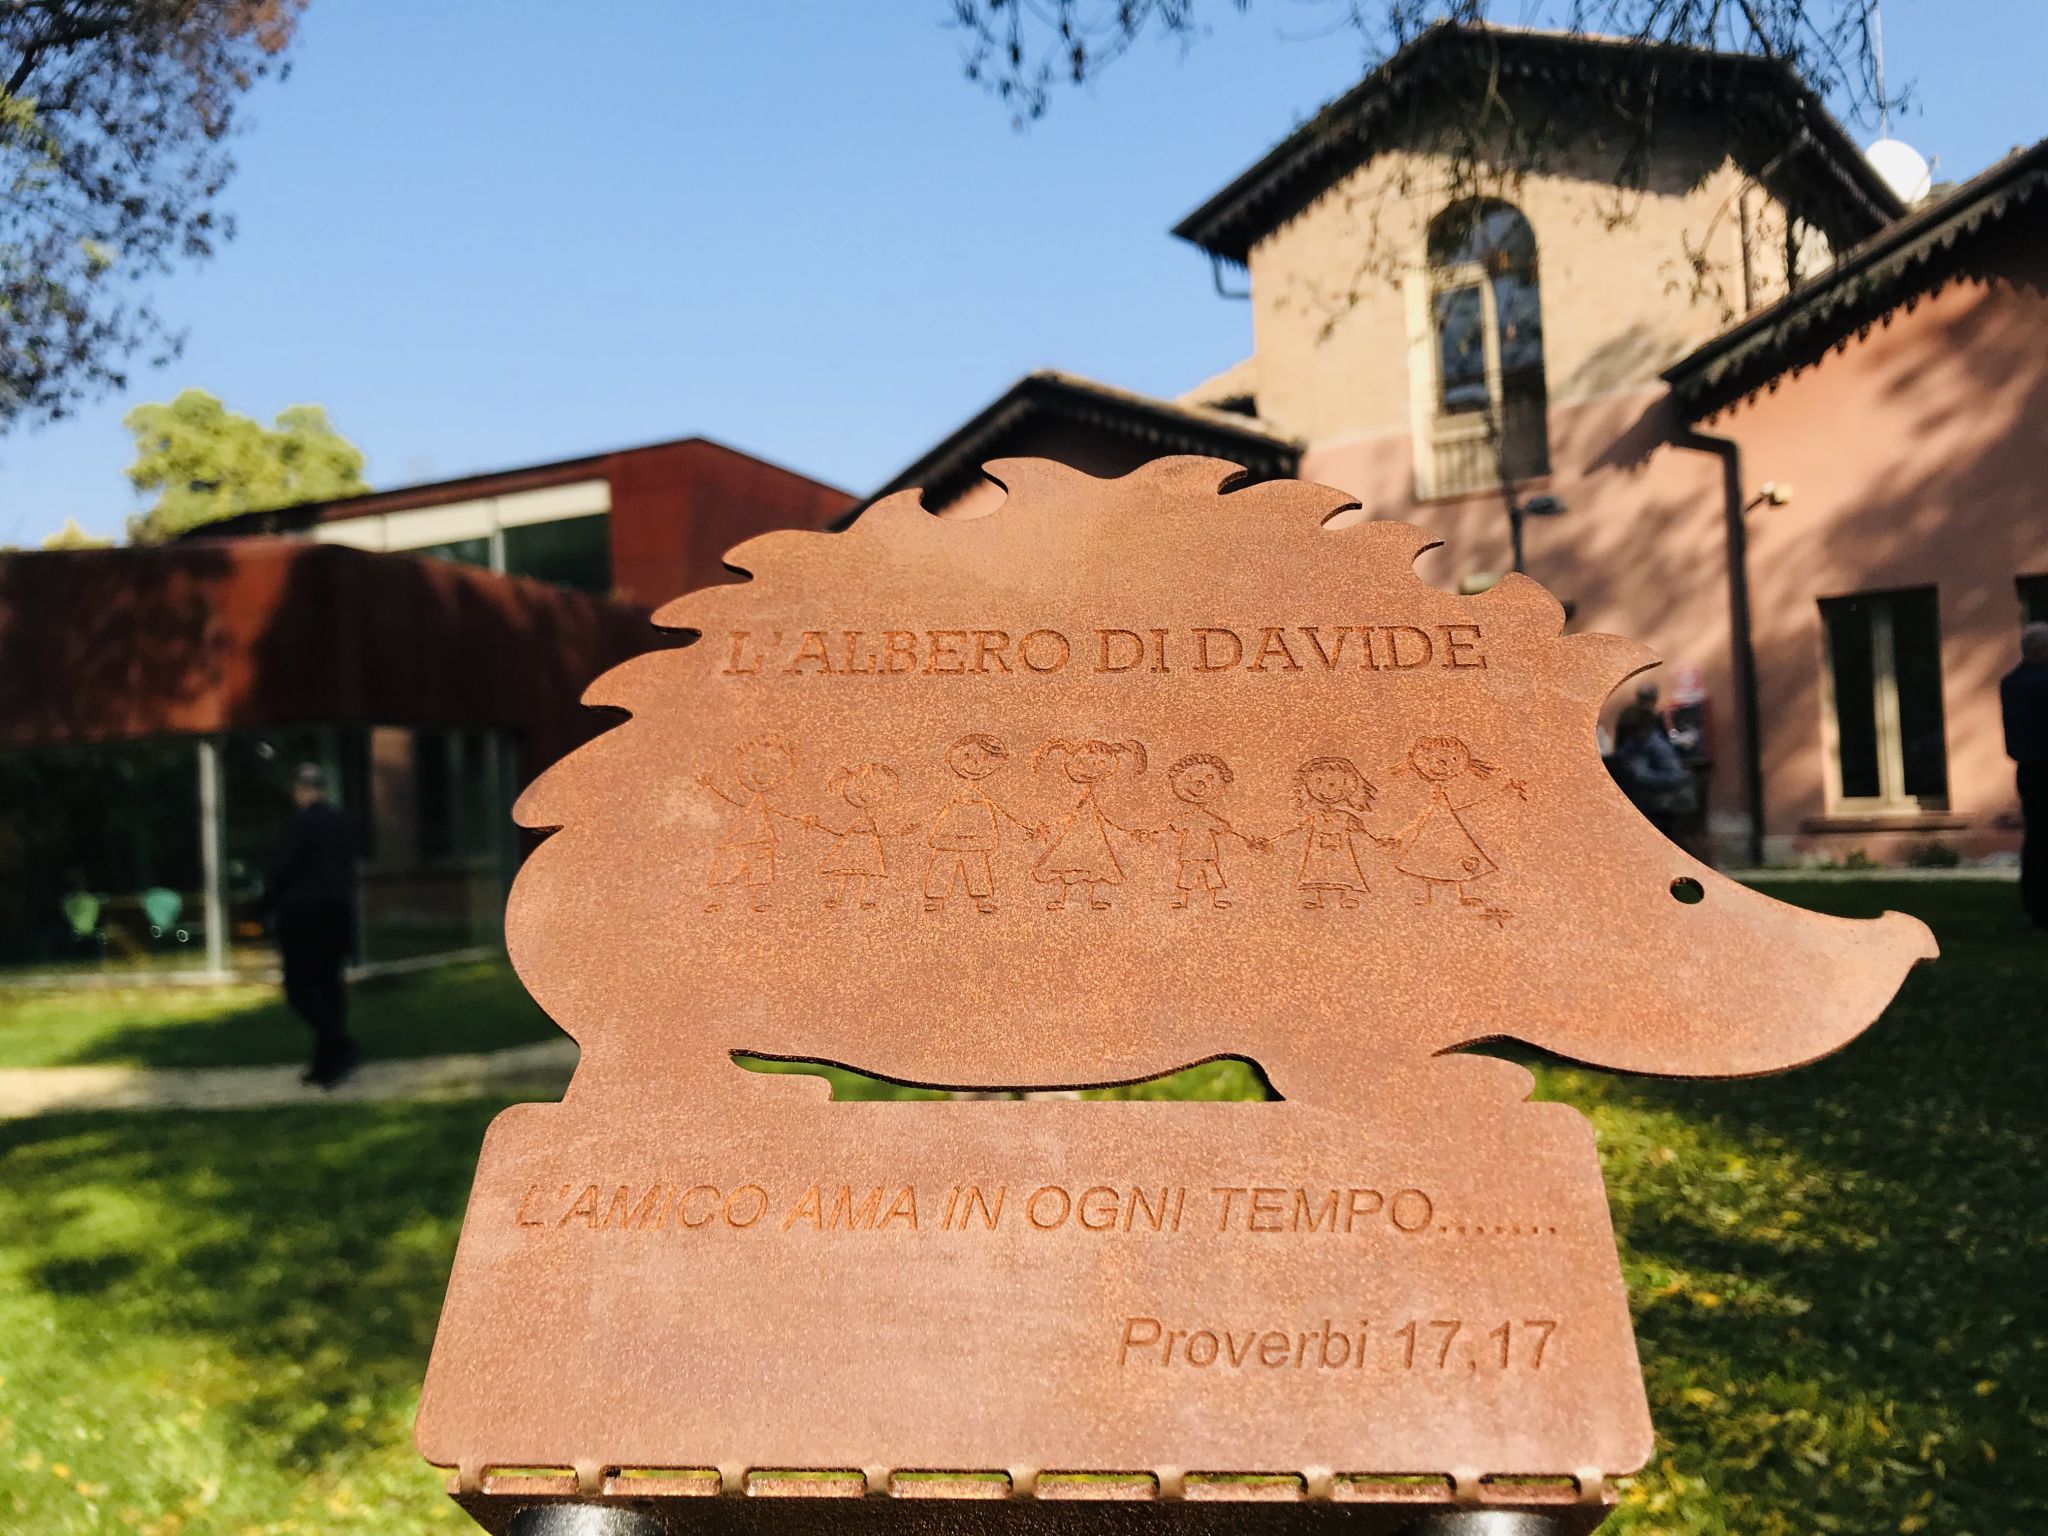 L'ALBERO DI DAVIDE
L'AMICO AMA IN OGNI TEMPO.......
Proverbi 17,17